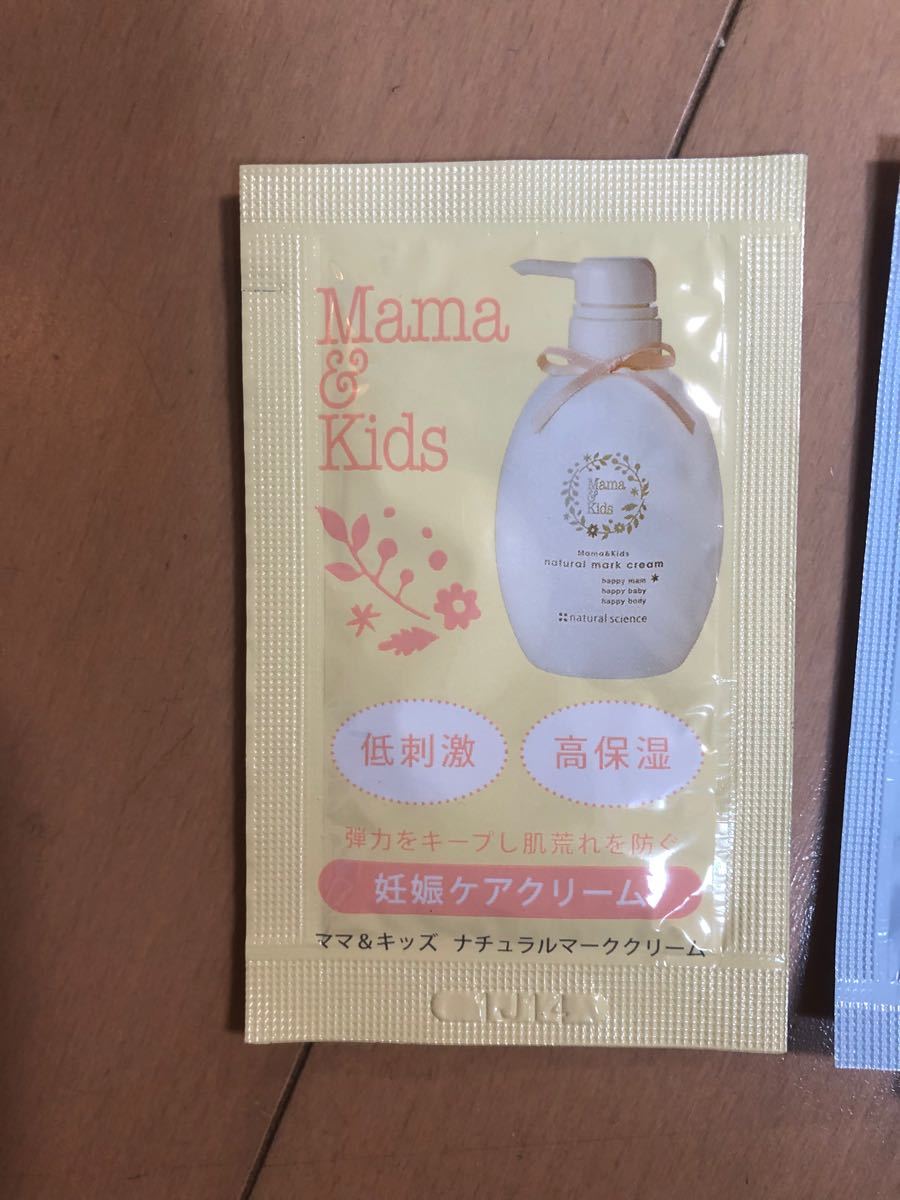 Mama
&
Kids
Mama
&
Kids
Mama&Kids
natural mark cream
happy mam
happy baby
happy body
natural science
低刺激
高保湿
弾力をキープし肌荒れを防ぐ
妊娠ケアクリーム
ママ&キッズ ナチュラルマーククリーム
1J14